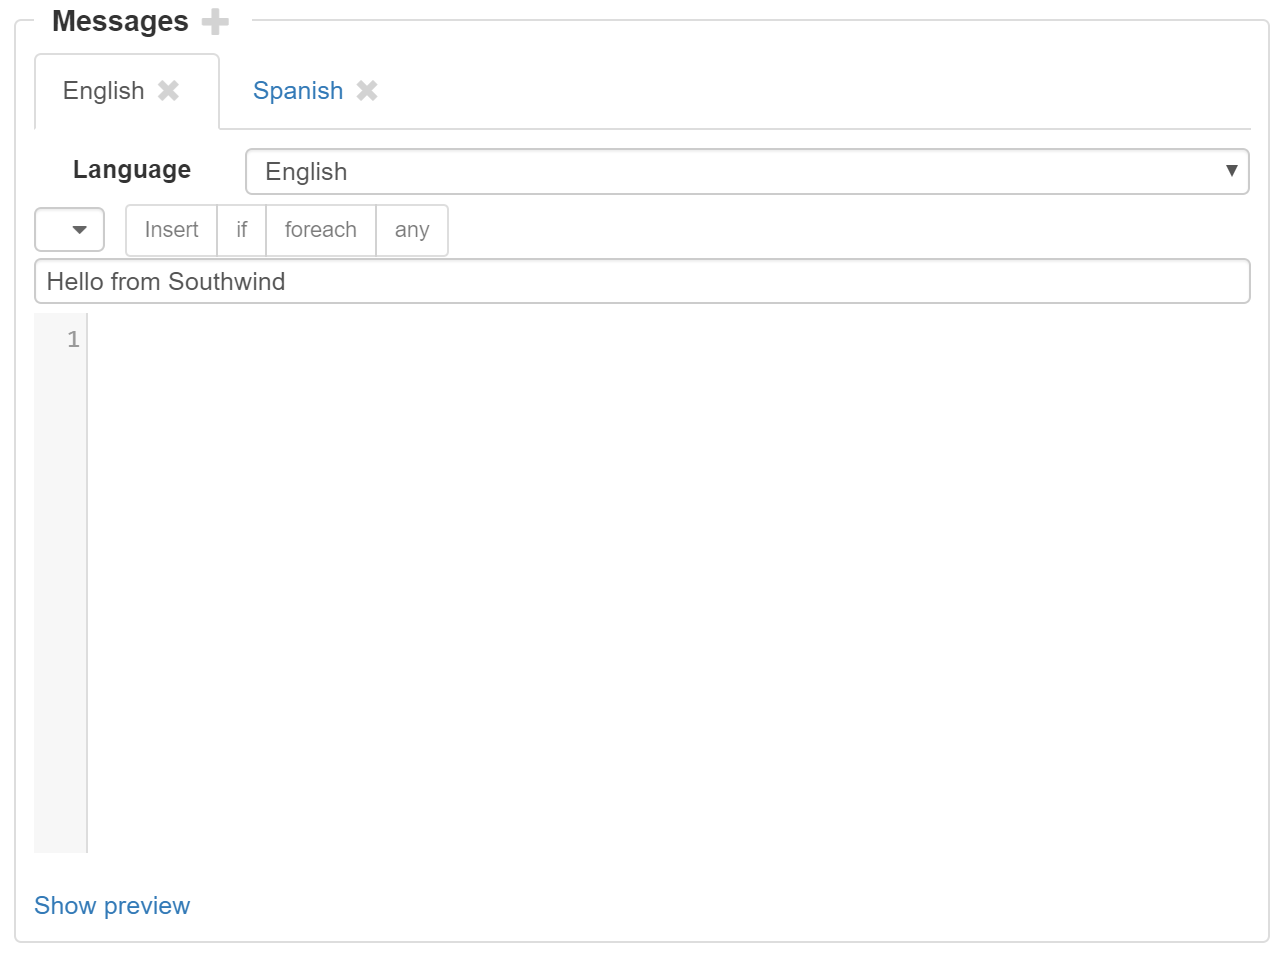 Messages
English Spanish
Language English
Insert if foreach any
Hello from Southwind
1
Show preview